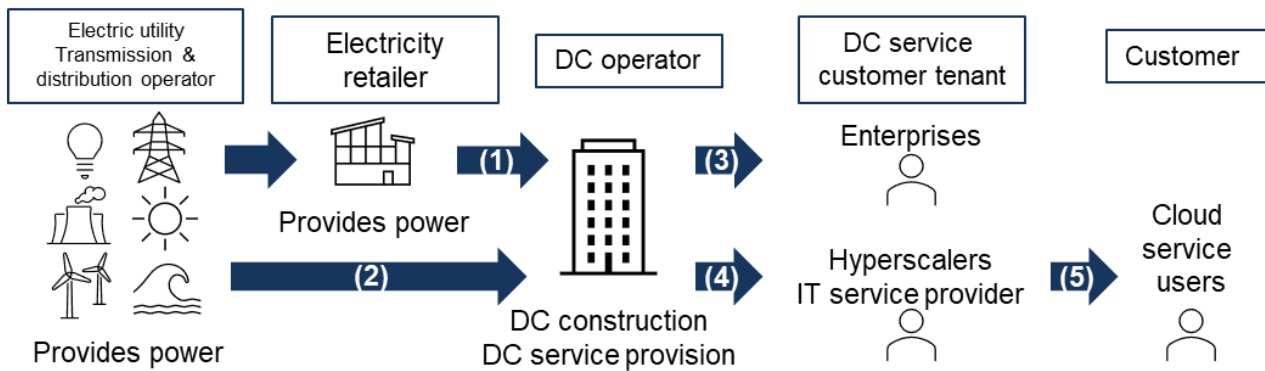 Electric utility
Transmission &
distribution operator
Electricity
retailer
DC operator
DC service
customer tenant
Customer
(1)
(3)
Enterprises
Provides power
(2)
(4)
Hyperscalers
IT service provider
(5)
Cloud
service
users
DC construction
DC service provision
Provides power